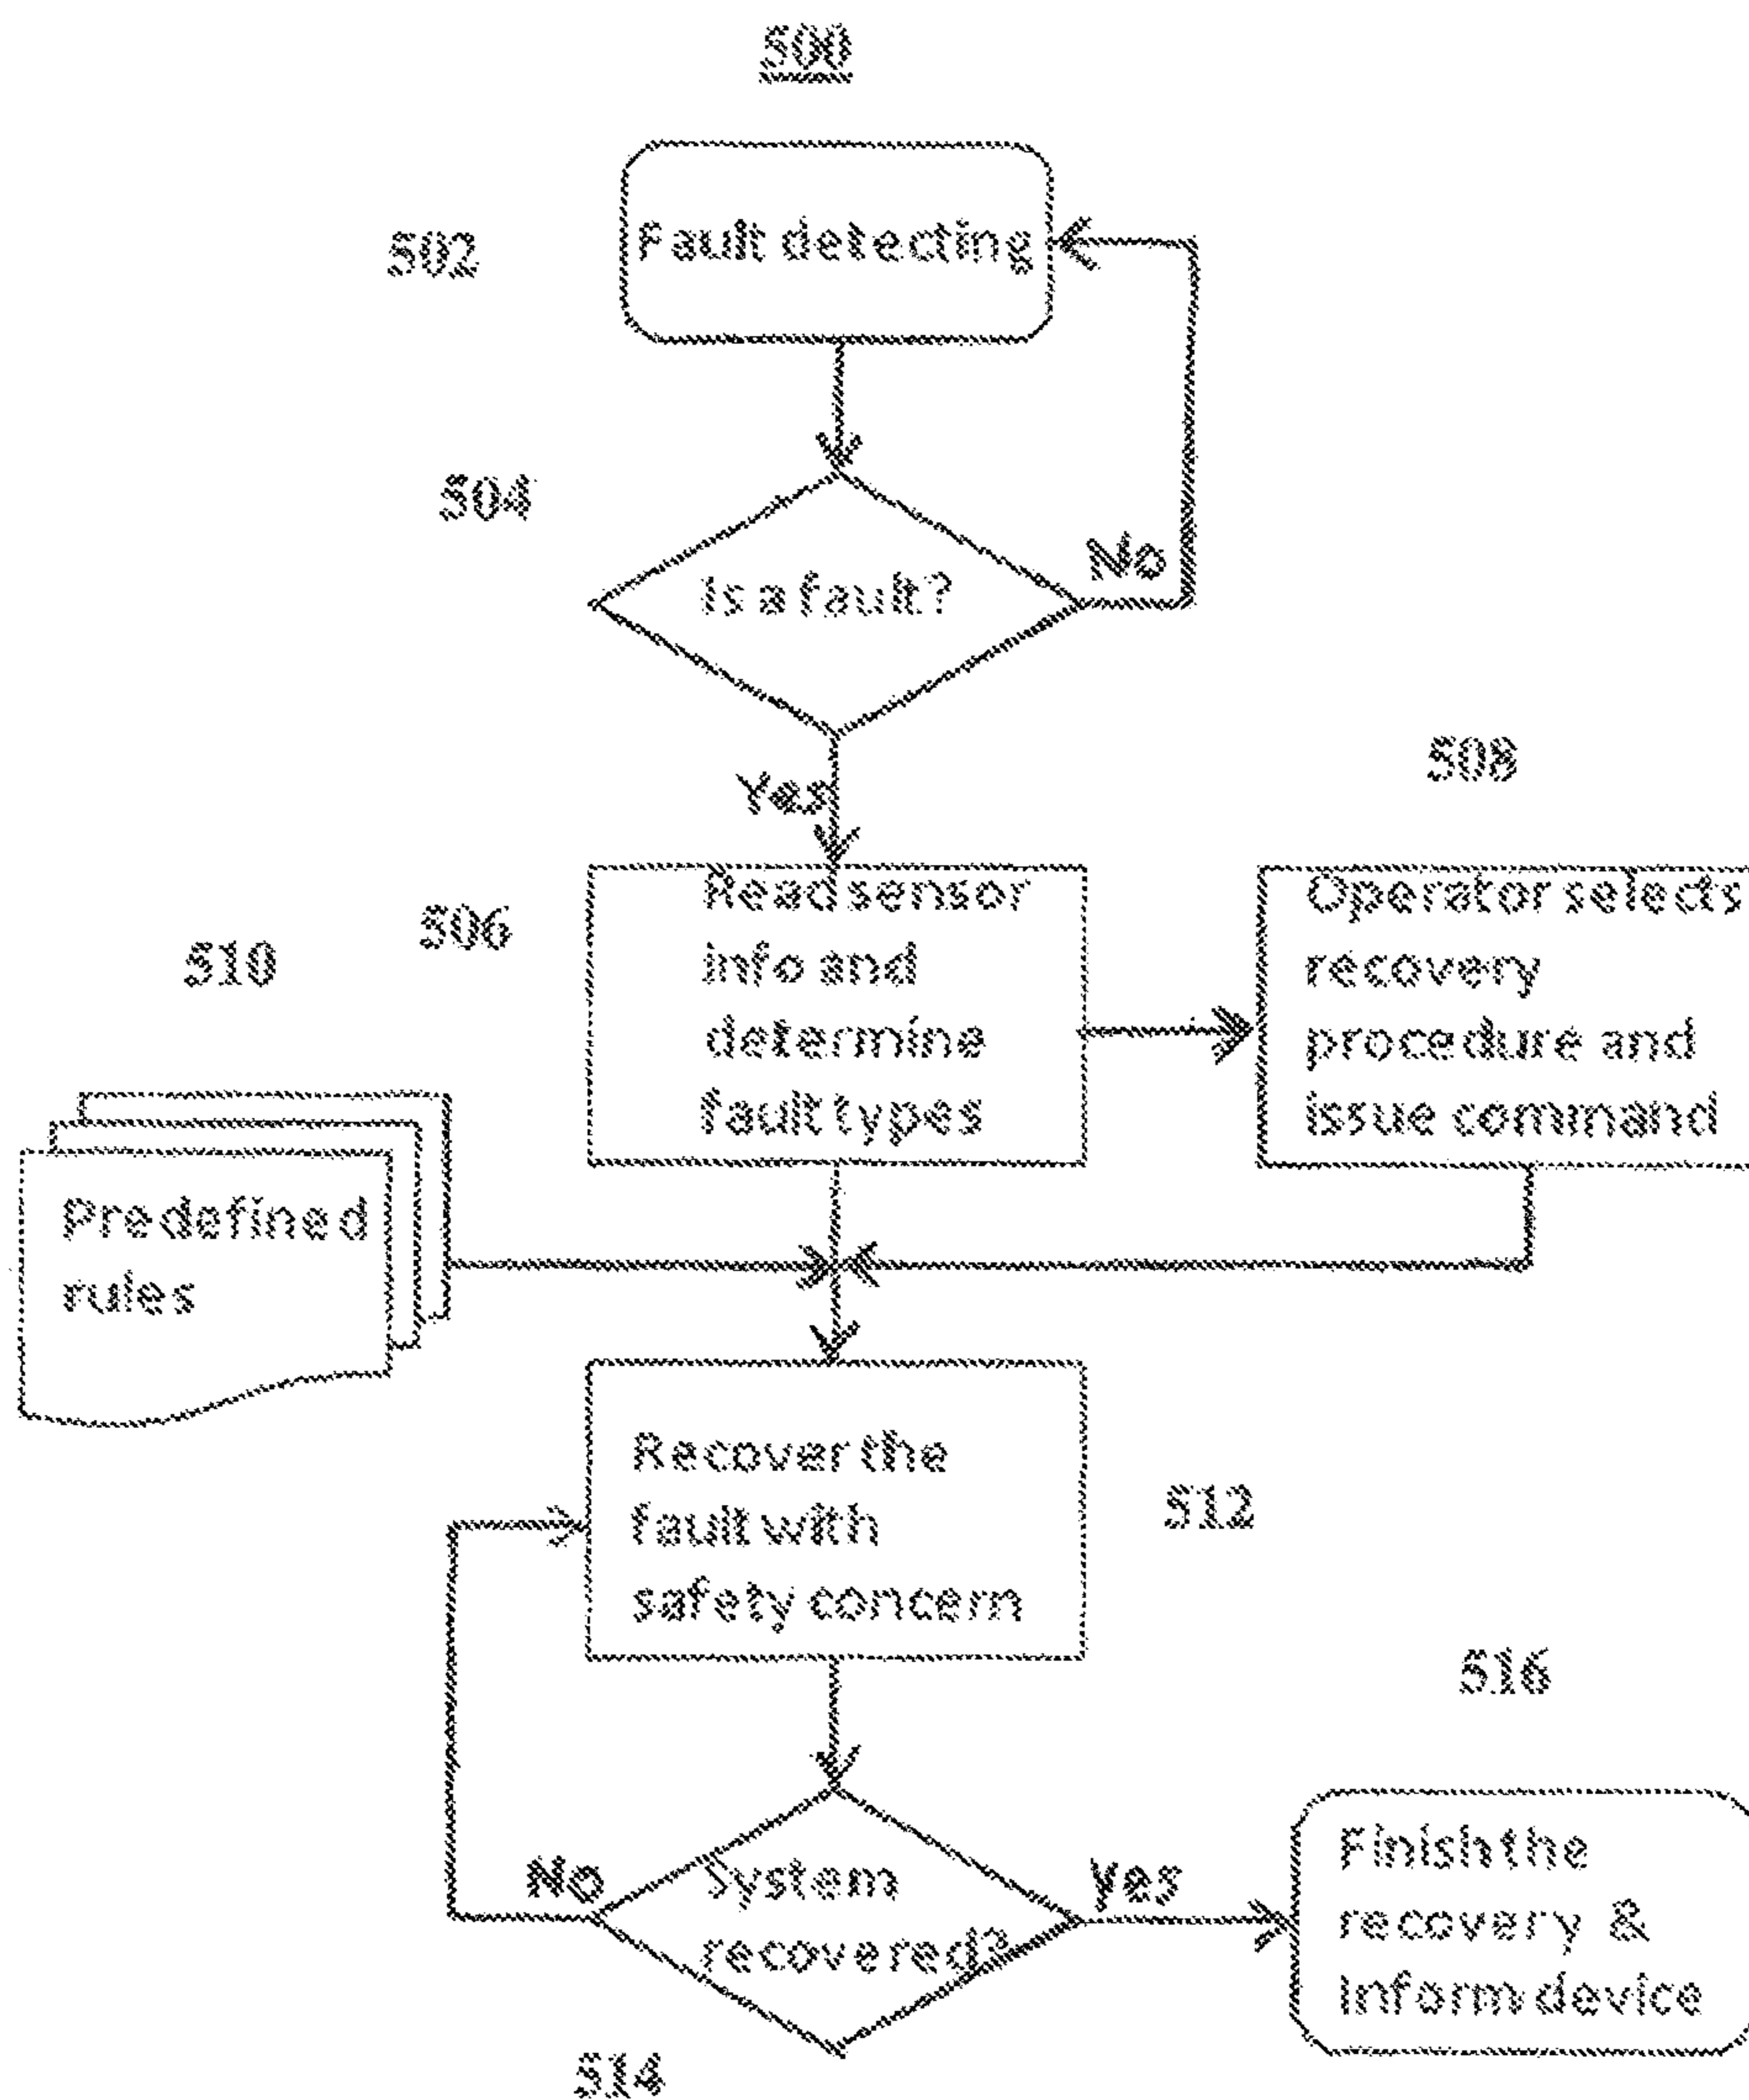 500
502
Fault detecting
504
Is a fault?
No
Yes
508
506
Read sensor
info and
determine
fault types
Operator selects
recovery
procedure and
issue command
510
Predefined
rules
Recover the
fault with
safety concern
512
516
No
System
recovered?
yes
Finish the
recovery &
Inform device
514